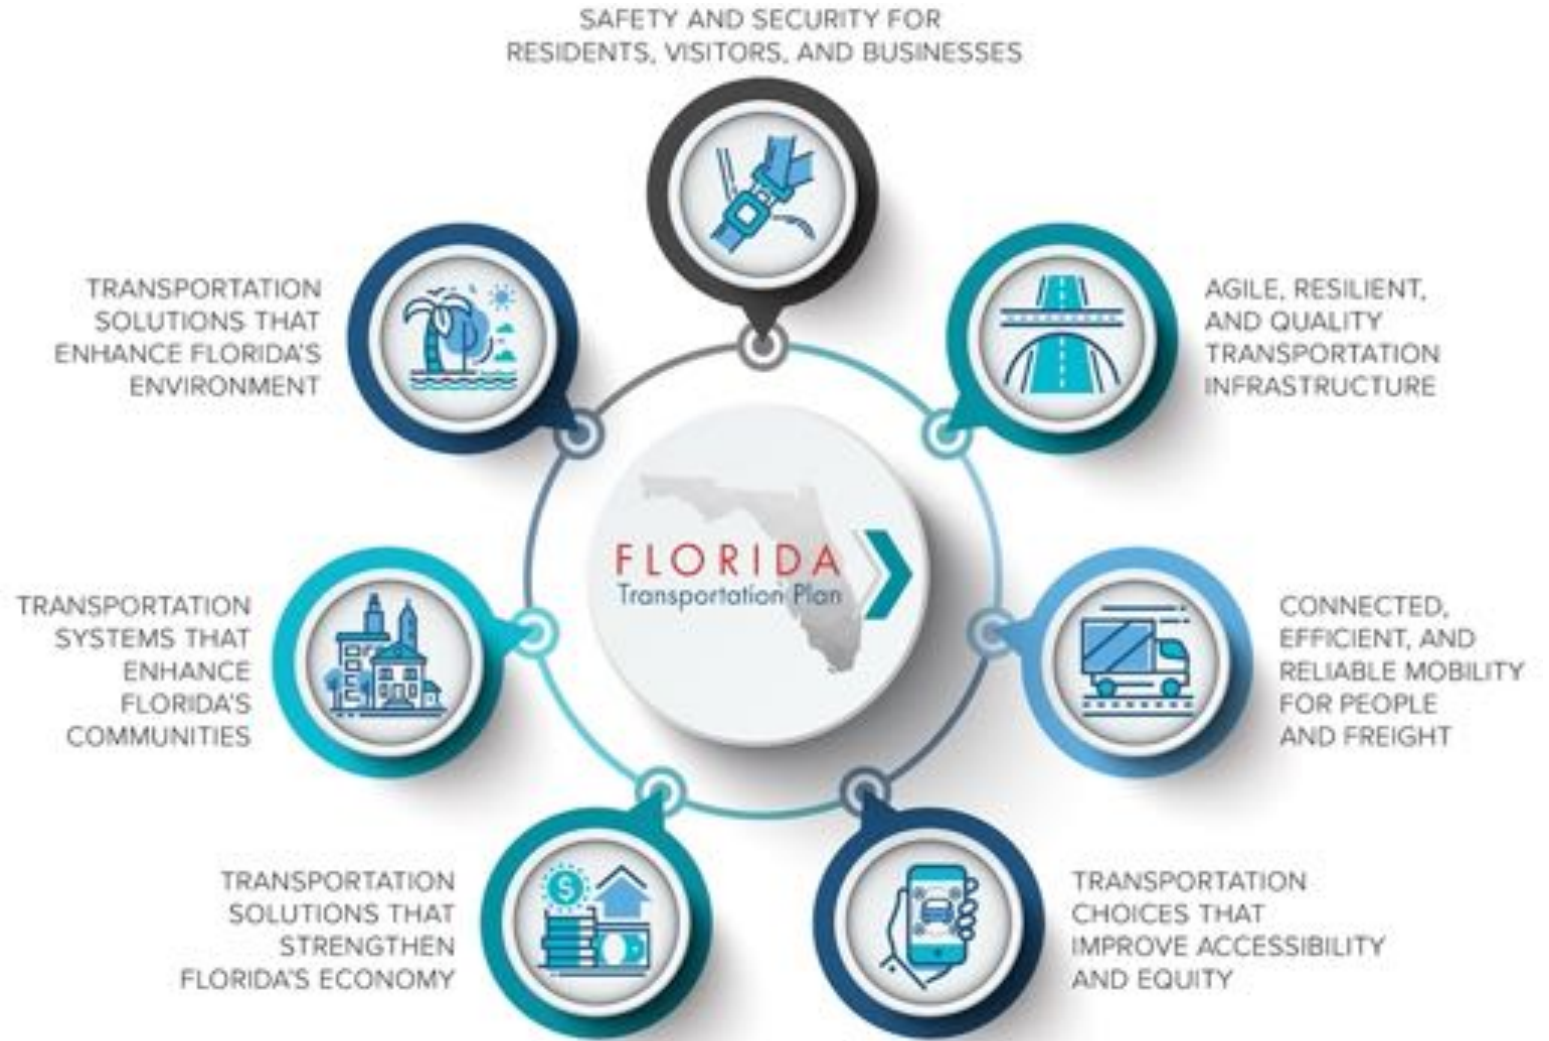 SAFETY AND SECURITY FOR
RESIDENTS, VISITORS, AND BUSINESSES
AGILE, RESILIENT,
AND QUALITY
TRANSPORTATION
INFRASTRUCTURE
CONNECTED,
EFFICIENT, AND
RELIABLE MOBILITY
FOR PEOPLE
AND FREIGHT
TRANSPORTATION
CHOICES THAT
IMPROVE ACCESSIBILITY
AND EQUITY
TRANSPORTATION
SOLUTIONS THAT
STRENGTHEN
FLORIDA'S ECONOMY
$
TRANSPORTATION
SYSTEMS THAT
ENHANCE
FLORIDA'S
COMMUNITIES
TRANSPORTATION
SOLUTIONS THAT
ENHANCE FLORIDA'S
ENVIRONMENT
FLORIDA
Transportation Plan